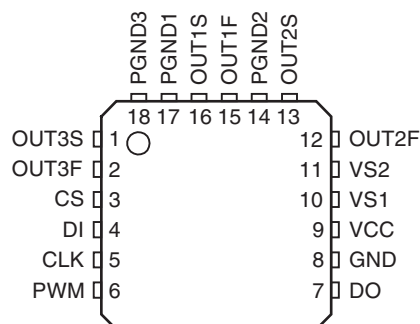 PGND3 PGND1 OUT1S OUT1F PGND2 OUT2S
18 17 16 15 14 13
OUT3S 1 12 OUT2F
OUT3F 2 11 VS2
CS 3 10 VS1
DI 4 9 VCC
CLK 5 8 GND
PWM 6 7 DO